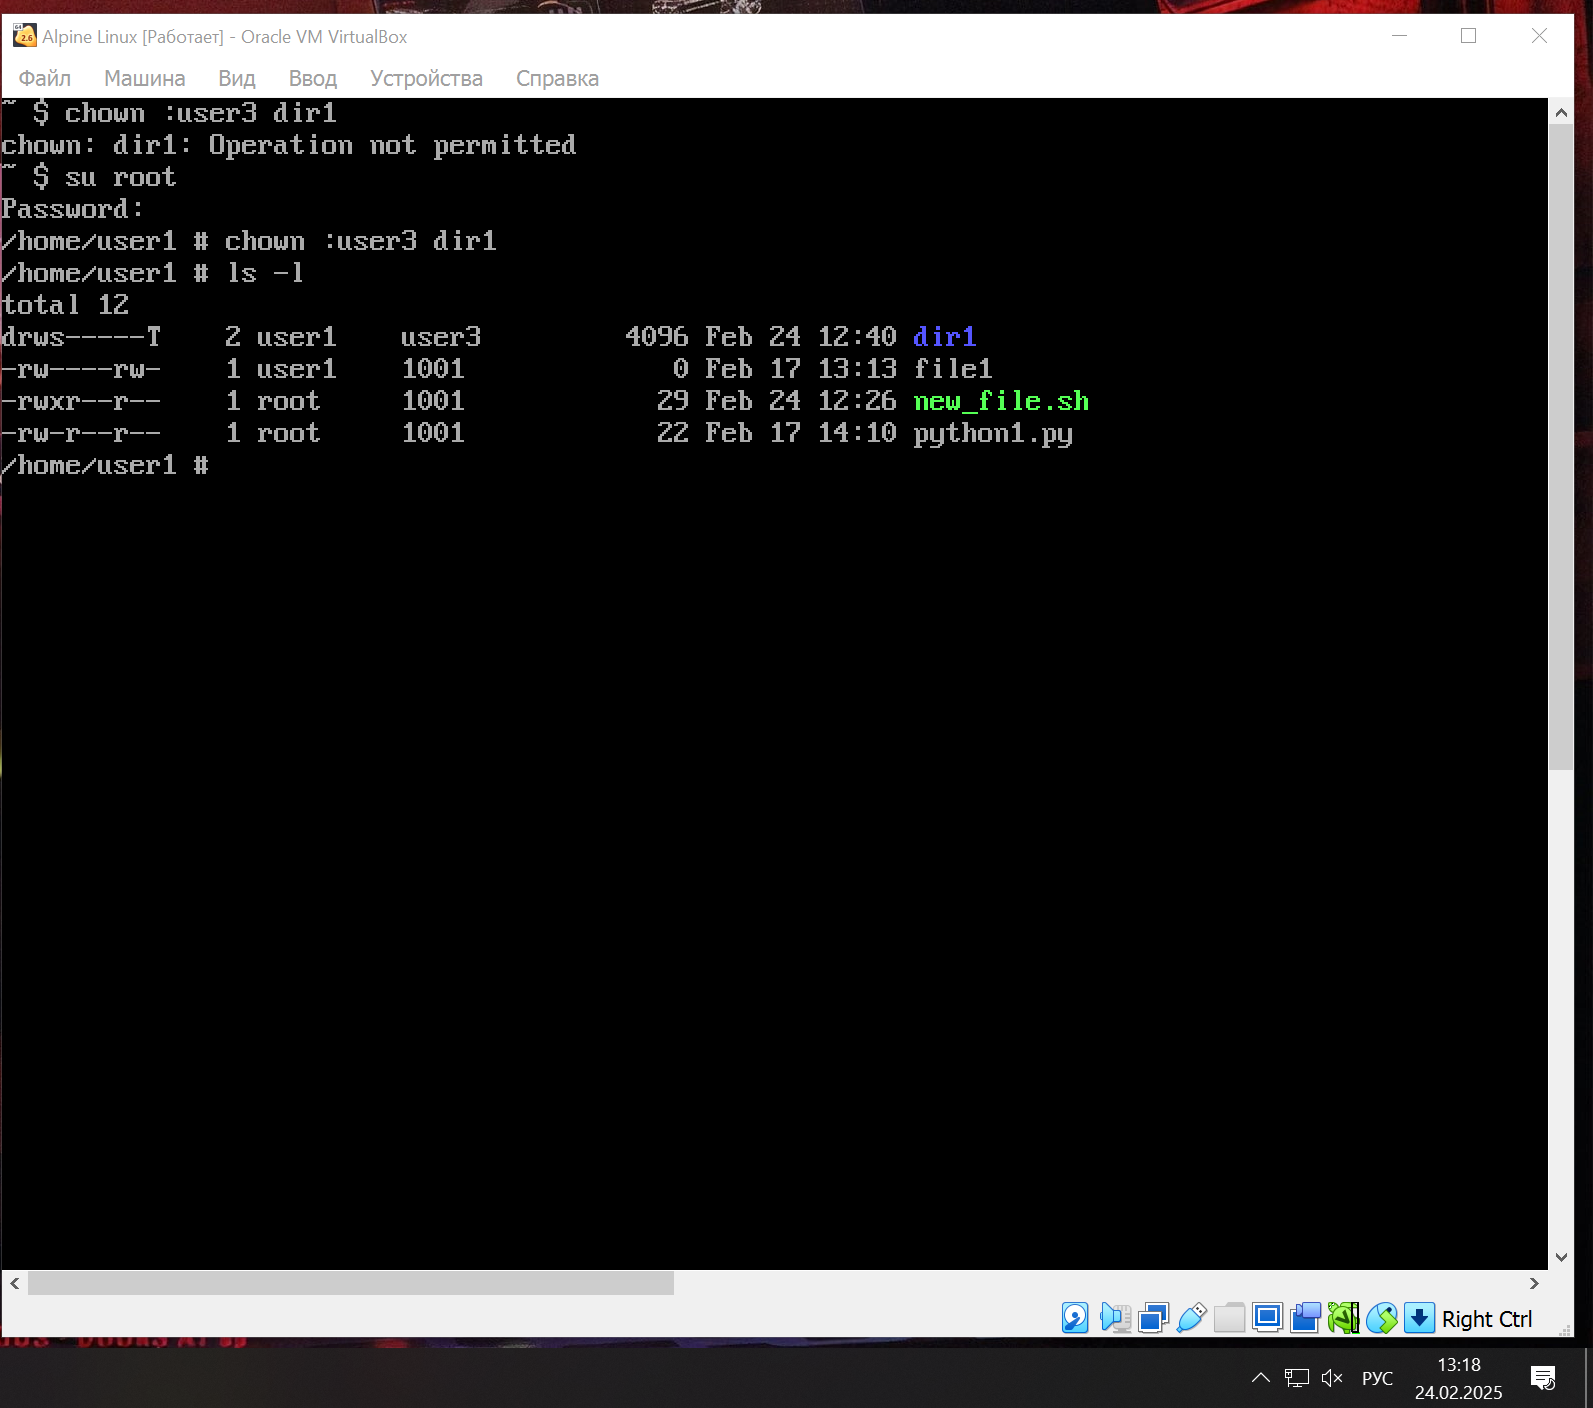 Alpine Linux [Работает] - Oracle VM VirtualBox
Файл Машина Вид Ввод Устройства Справка
~ $ chown :user3 dir1
chown: dir1: Operation not permitted
~ $ su root
Password:
/home/user1 # chown :user3 dir1
/home/user1 # ls -l
total 12
drws-----T 2 user1 user3 4096 Feb 24 12:40 dir1
-rw----rw- 1 user1 1001 0 Feb 17 13:13 file1
-rwxr--r-- 1 root 1001 29 Feb 24 12:26 new_file.sh
-rw-r--r-- 1 root 1001 22 Feb 17 14:10 python1.py
/home/user1 #
Right Ctrl
РУС
13:18
24.02.2025